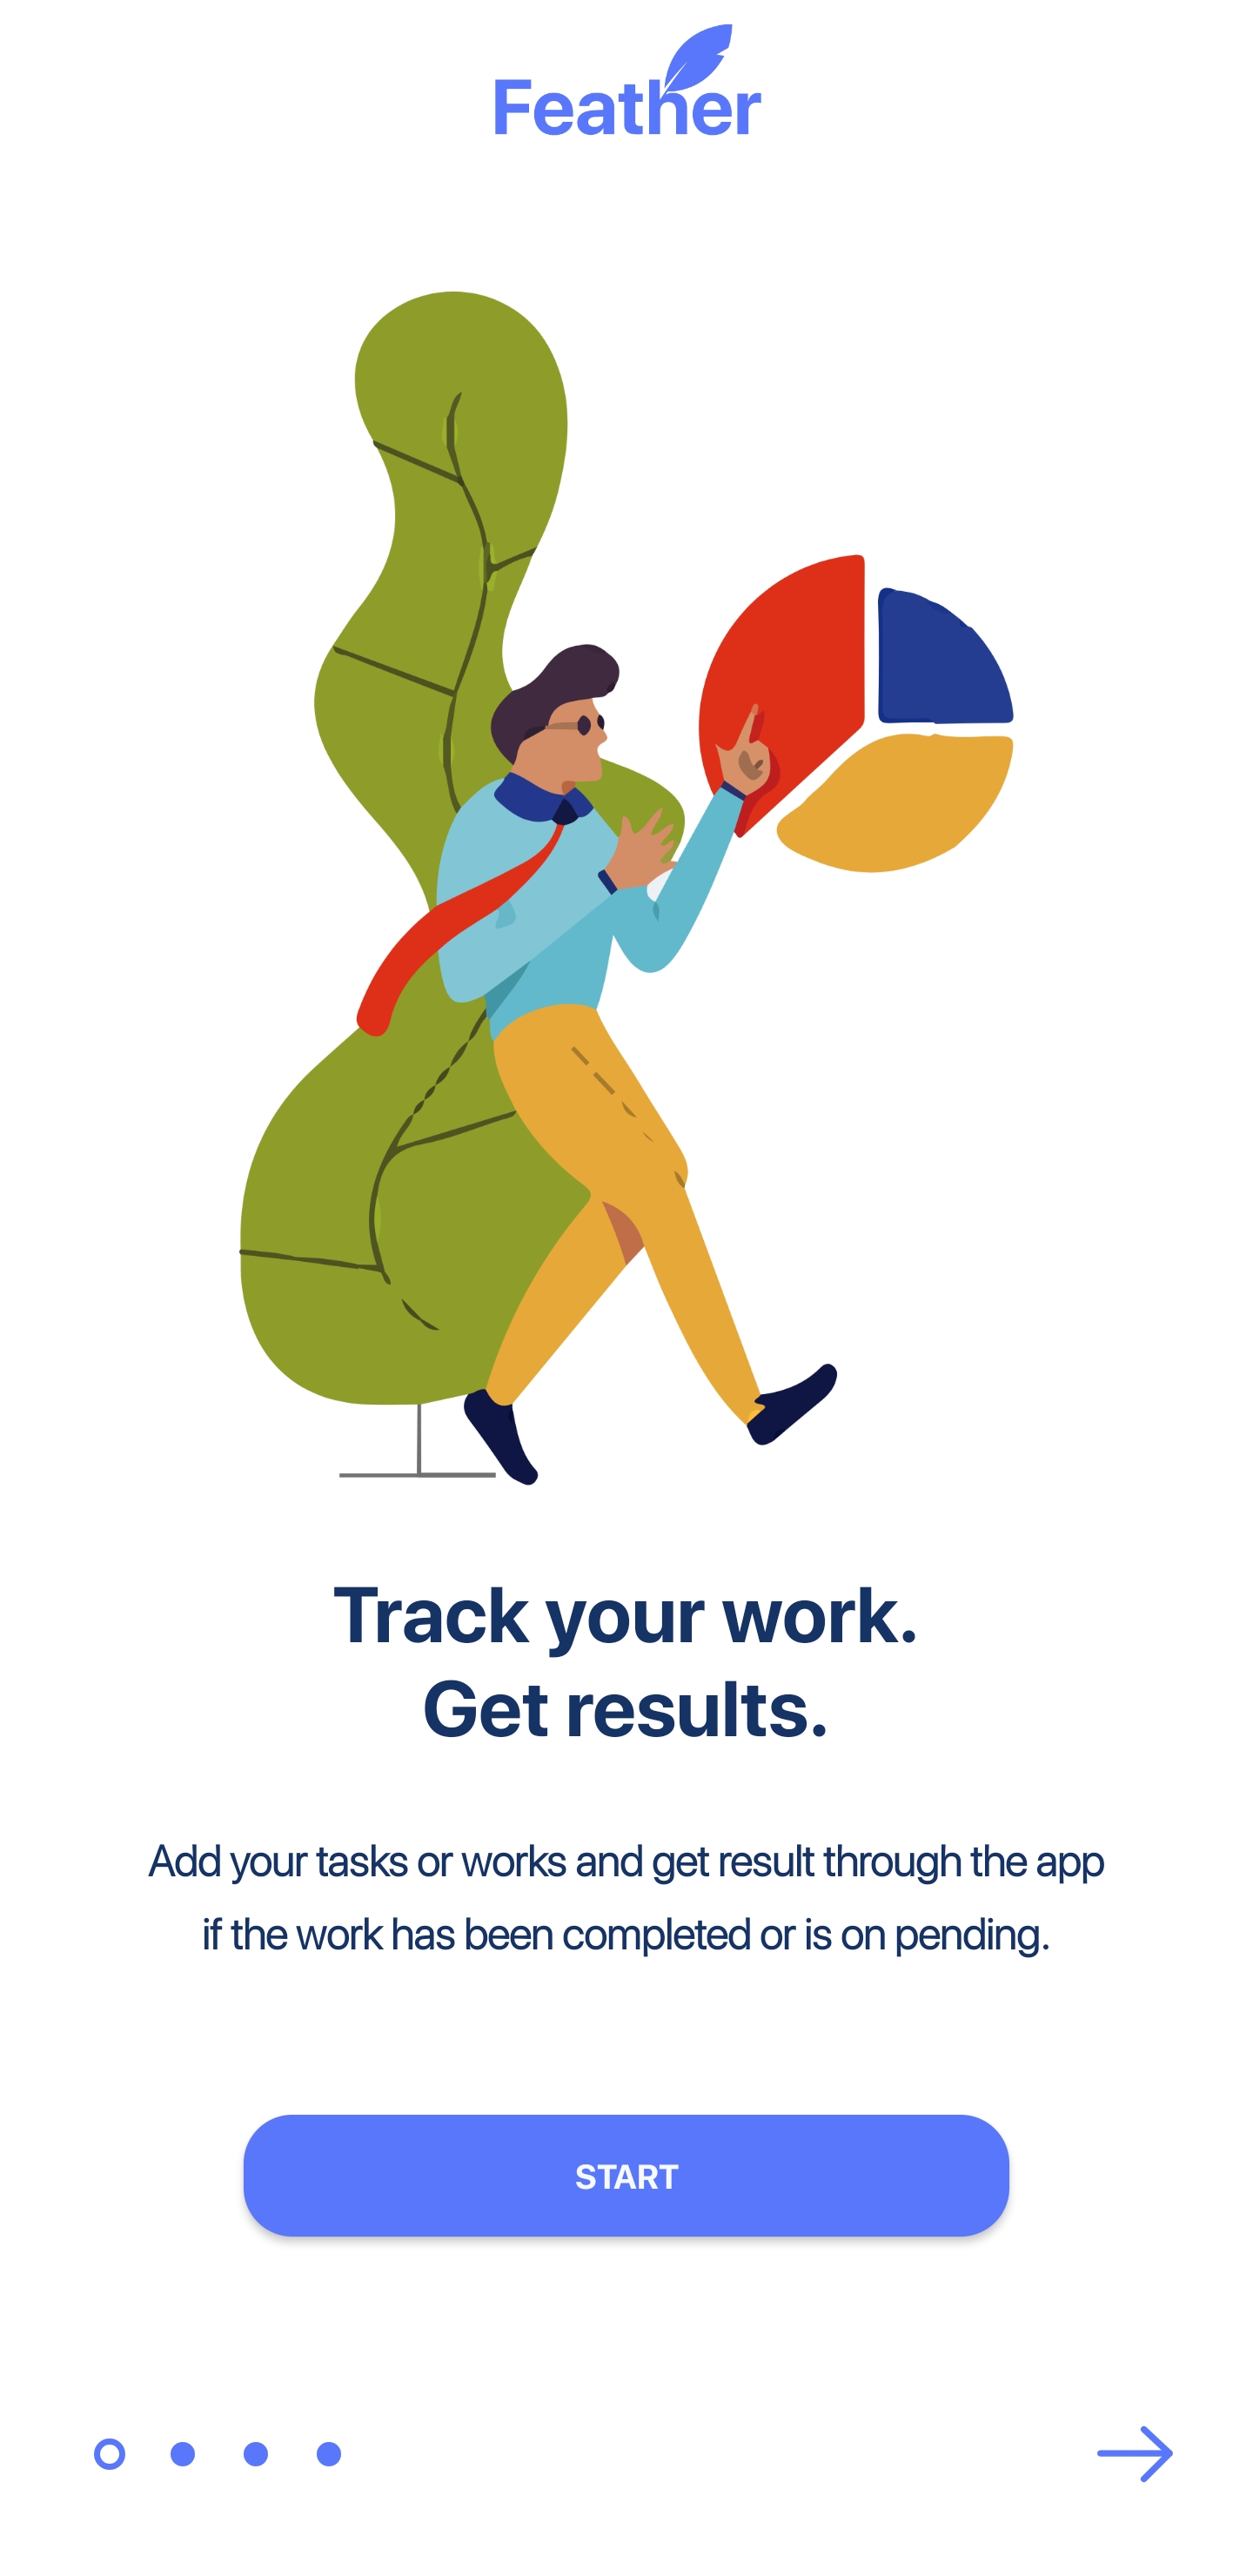 Feather
Track your work.
Get results.
Add your tasks or works and get result through the app
if the work has been completed or is on pending.
START